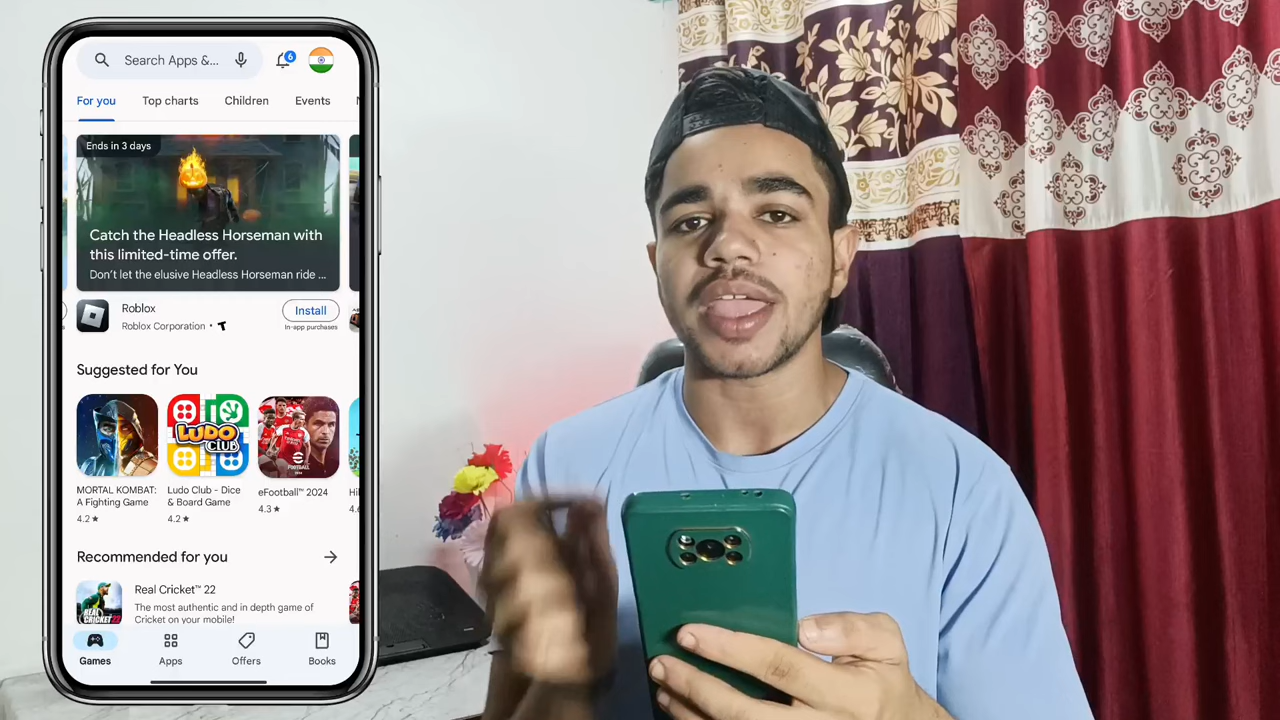 Search Apps &...
6
For you
Top charts
Children
Events
Ends in 3 days
Catch the Headless Horseman with
this limited-time offer.
Don't let the elusive Headless Horseman ride ...
Roblox
Roblox Corporation •
Install
In-app purchases
Suggested for You
LUDO
CLUB
FOOTBALL
MORTAL KOMBAT:
A Fighting Game
4.2 ★
Ludo Club - Dice
& Board Game
4.2 ★
eFootball™ 2024
4.3 ★
Recommended for you
REAL
CRICKET 22
Real Cricket™ 22
The most authentic and in depth game of
Cricket on your mobile!
Games
Apps
Offers
Books